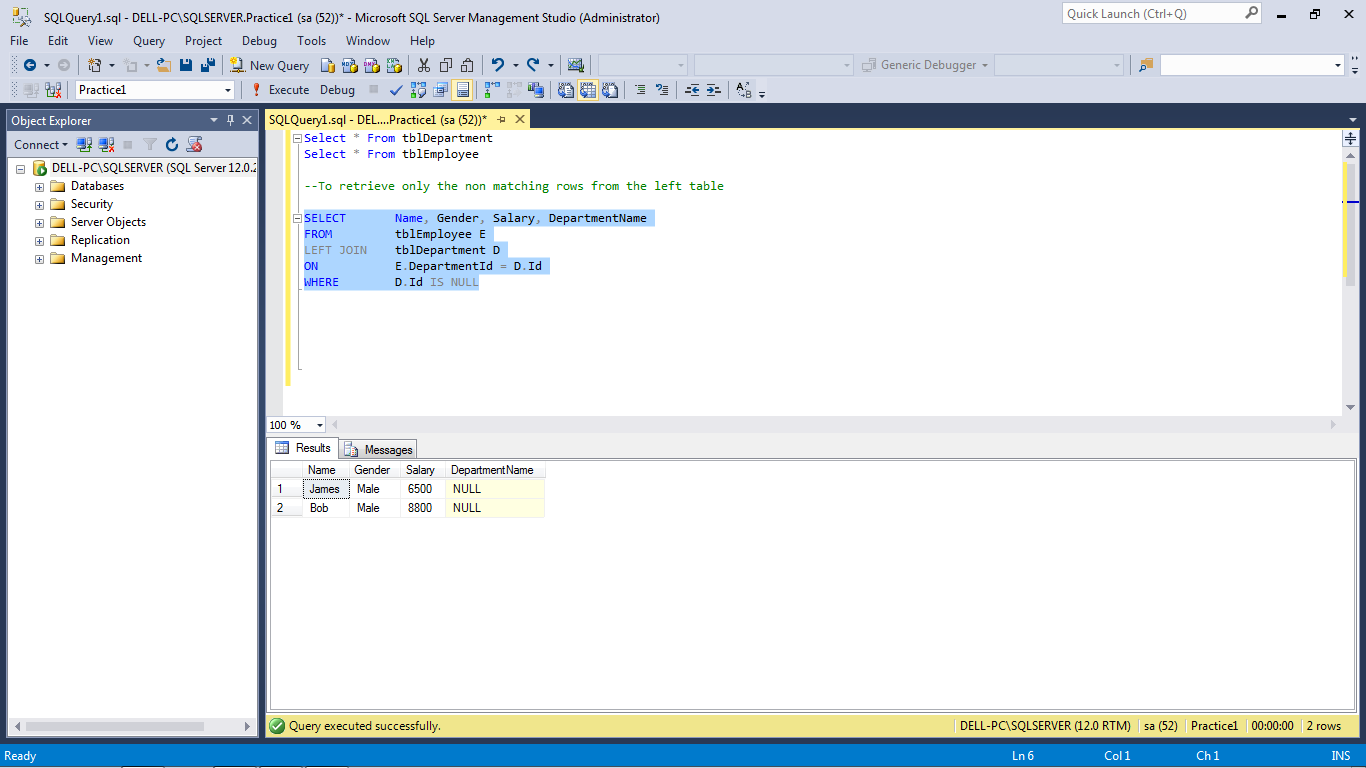 SQLQuery1.sql - DELL-PC\SQLSERVER.Practice1 (sa (52))* - Microsoft SQL Server Management Studio (Administrator)
Quick Launch (Ctrl+Q)
File Edit View Query Project Debug Tools Window Help
New Query
Generic Debugger
Practice1
Execute Debug
Object Explorer
Connect
DELL-PC\SQLSERVER (SQL Server 12.0.2
Databases
Security
Server Objects
Replication
Management
SQLQuery1.sql - DEL....Practice1 (sa (52))*
Select * From tblDepartment
Select * From tblEmployee
--To retrieve only the non matching rows from the left table
SELECT Name, Gender, Salary, DepartmentName
FROM tblEmployee E
LEFT JOIN tblDepartment D
ON E.DepartmentId = D.Id
WHERE D.Id IS NULL
100 %
Results Messages
Name Gender Salary DepartmentName
1 James Male 6500 NULL
2 Bob Male 8800 NULL
Query executed successfully.
DELL-PC\SQLSERVER (12.0 RTM) sa (52) Practice1 00:00:00 2 rows
Ready Ln 6 Col 1 Ch 1 INS